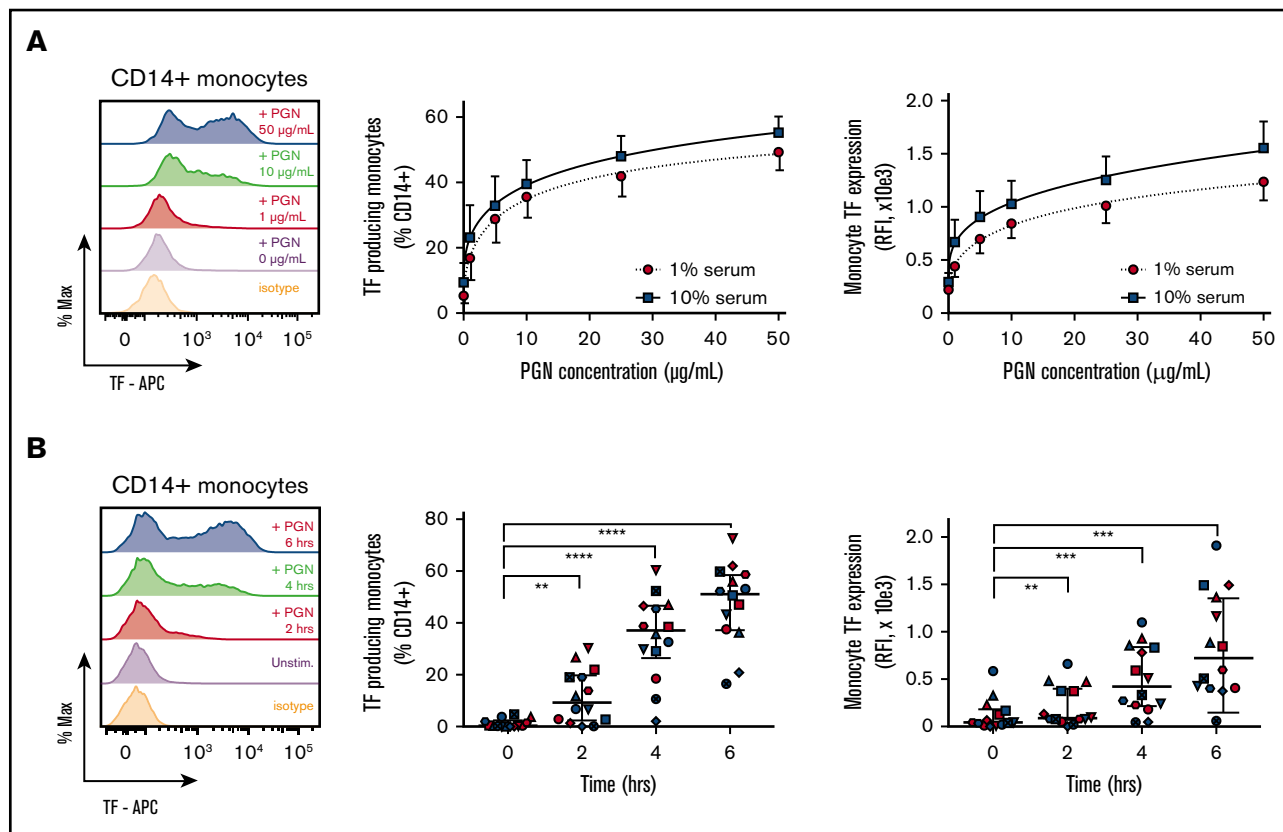 A
CD14+ monocytes
+ PGN
50 µg/mL
+ PGN
10 µg/mL
+ PGN
1 µg/mL
+ PGN
0 µg/mL
isotype
% Max
0 10³ 10⁴ 10⁵
TF - APC
TF producing monocytes
(% CD14+)
60
40
20
0
1% serum
10% serum
0 10 20 30 40 50
PGN concentration (µg/mL)
Monocyte TF expression
(RFI, x10e3)
2.0
1.5
1.0
0.5
0
1% serum
10% serum
0 10 20 30 40 50
PGN concentration (µg/mL)
B
CD14+ monocytes
+ PGN
6 hrs
+ PGN
4 hrs
+ PGN
2 hrs
Unstim.
isotype
% Max
0 10³ 10⁴ 10⁵
TF - APC
TF producing monocytes
(% CD14+)
80
60
40
20
0
****
****
**
0 2 4 6
Time (hrs)
Monocyte TF expression
(RFI, x 10e3)
2.0
1.5
1.0
0.5
0
***
***
**
0 2 4 6
Time (hrs)